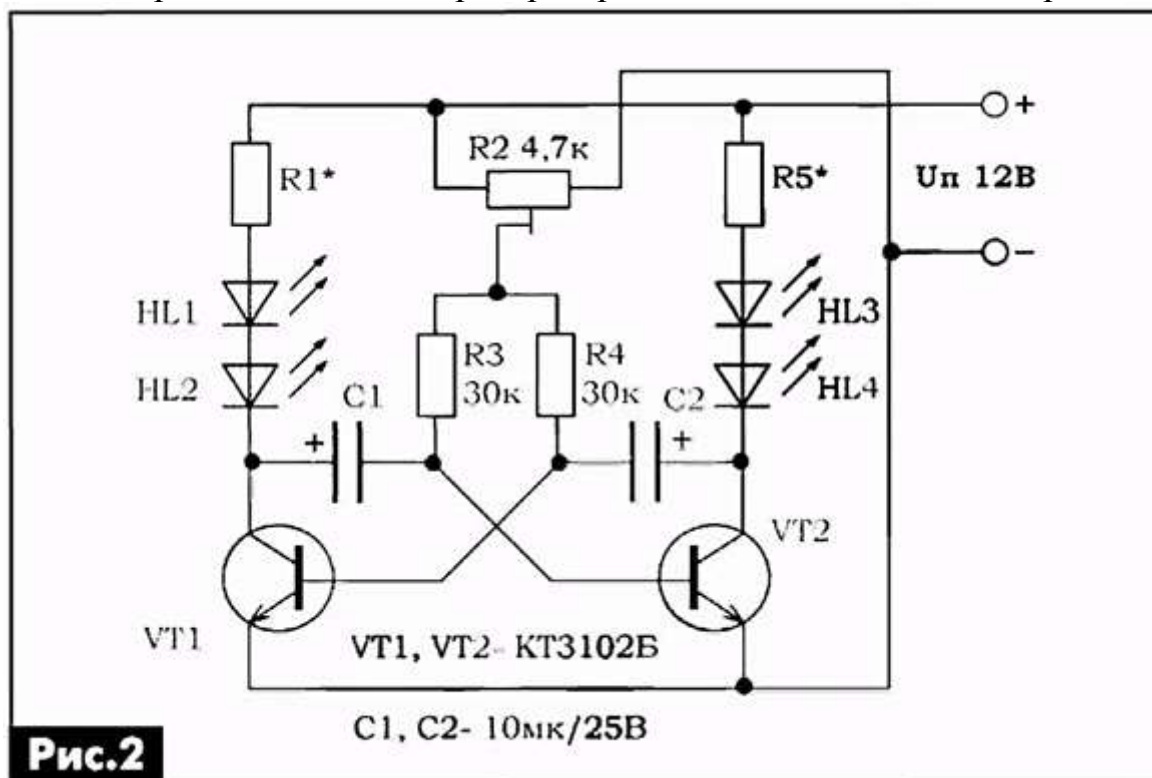 R2 4,7к
+
R1*
R5*
Uп 12В
−
HL1
HL3
HL2
R3
30к
R4
30к
HL4
C1
C2
+
+
VT2
VT1
VT1, VT2- КТ3102Б
C1, C2- 10мк/25В
Рис.2